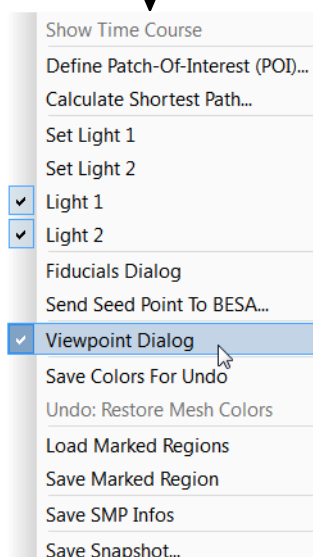 Show Time Course
Define Patch-Of-Interest (POI)...
Calculate Shortest Path...
Set Light 1
Set Light 2
Light 1
Light 2
Fiducials Dialog
Send Seed Point To BESA...
Viewpoint Dialog
Save Colors For Undo
Undo: Restore Mesh Colors
Load Marked Regions
Save Marked Region
Save SMP Infos
Save Snapshot...